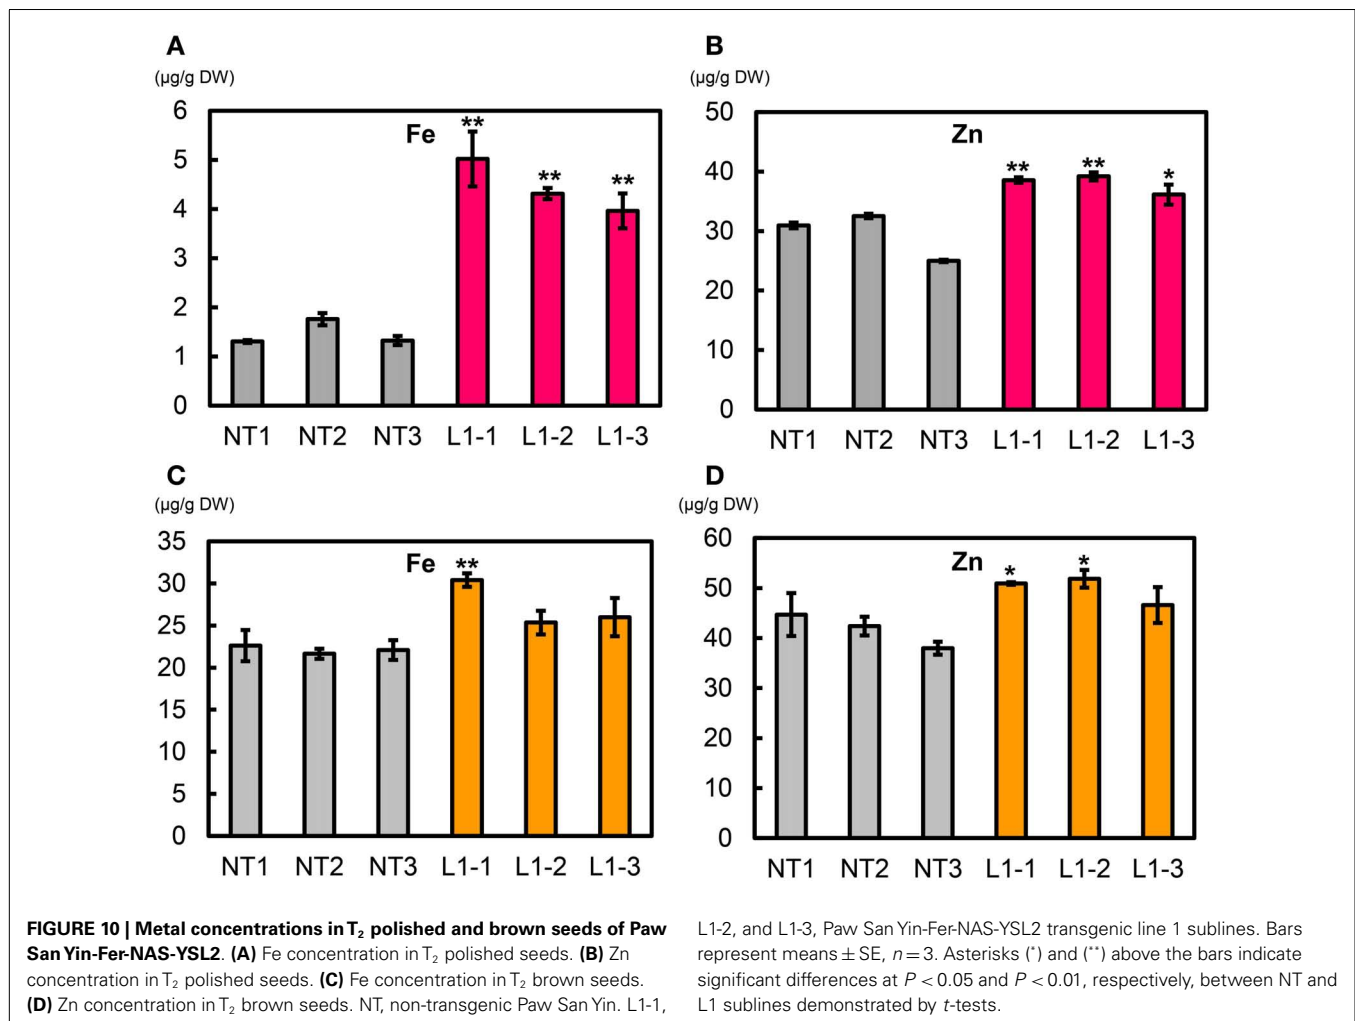 A
(µg/g DW)
Fe
6
5
4
3
2
1
0
** ** **
NT1 NT2 NT3 L1-1 L1-2 L1-3
B
(µg/g DW)
Zn
50
40
30
20
10
0
** ** *
NT1 NT2 NT3 L1-1 L1-2 L1-3
C
(µg/g DW)
Fe
35
30
25
20
15
10
5
0
**
NT1 NT2 NT3 L1-1 L1-2 L1-3
D
(µg/g DW)
Zn
60
50
40
30
20
10
0
* *
NT1 NT2 NT3 L1-1 L1-2 L1-3
FIGURE 10 | Metal concentrations in T₂ polished and brown seeds of Paw
San Yin-Fer-NAS-YSL2. (A) Fe concentration in T₂ polished seeds. (B) Zn
concentration in T₂ polished seeds. (C) Fe concentration in T₂ brown seeds.
(D) Zn concentration in T₂ brown seeds. NT, non-transgenic Paw San Yin. L1-1,
L1-2, and L1-3, Paw San Yin-Fer-NAS-YSL2 transgenic line 1 sublines. Bars
represent means ± SE, n = 3. Asterisks (*) and (**) above the bars indicate
significant differences at P < 0.05 and P < 0.01, respectively, between NT and
L1 sublines demonstrated by t-tests.